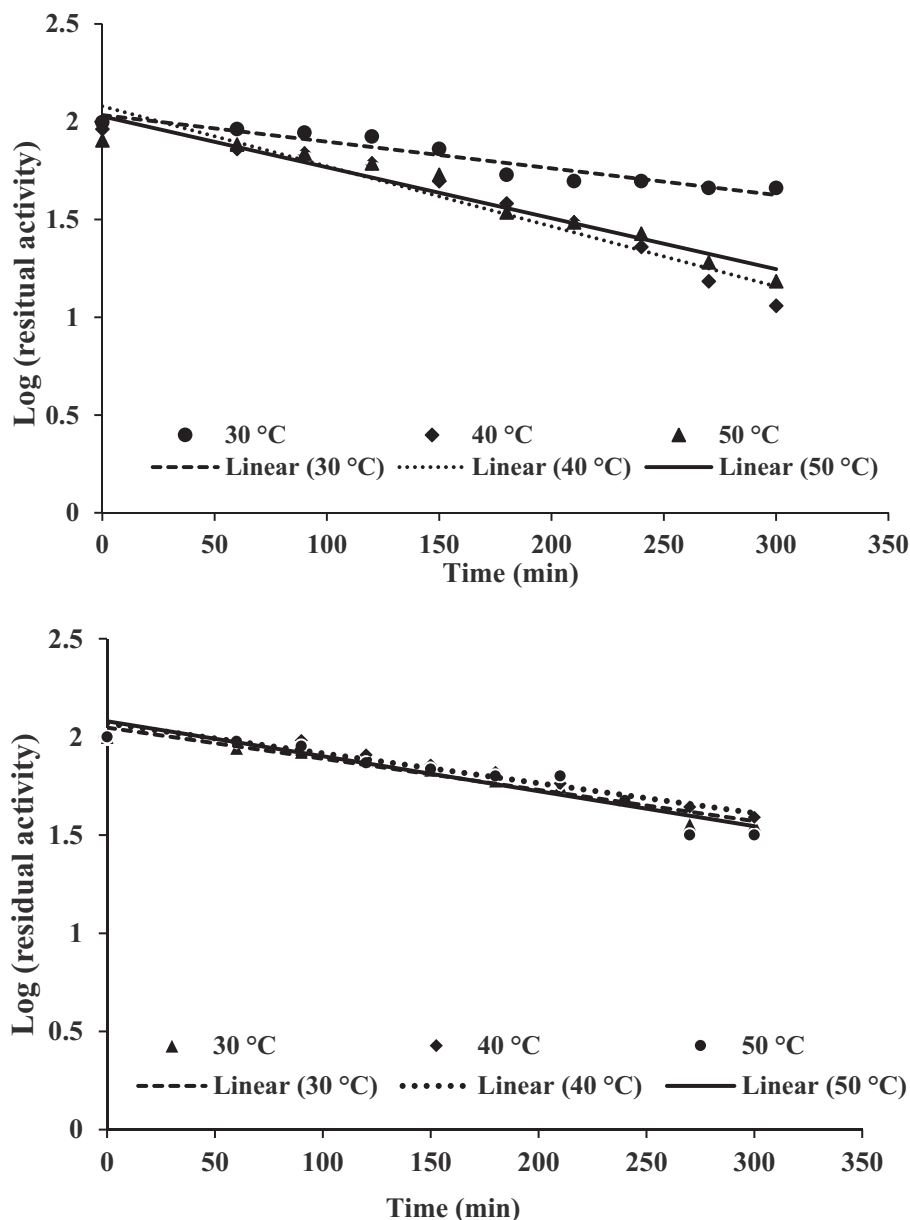 2.5
2
1.5
1
0.5
0
Log (resitual activity)
30 °C 40 °C 50 °C
Linear (30 °C) Linear (40 °C) Linear (50 °C)
0 50 100 150 200 250 300 350
Time (min)
2.5
2
1.5
1
0.5
0
Log (residual activity)
30 °C 40 °C 50 °C
Linear (30 °C) Linear (40 °C) Linear (50 °C)
0 50 100 150 200 250 300 350
Time (min)